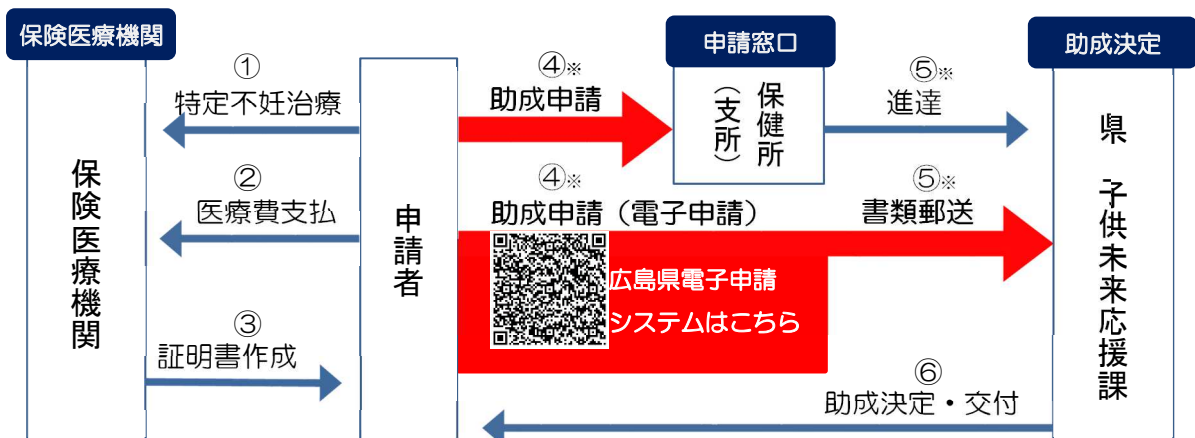 保険医療機関
保険医療機関
①
特定不妊治療
②
医療費支払
③
証明書作成
申請者
④※
助成申請
申請窓口
保健所
（支所）
⑤※
進達
④※
助成申請（電子申請）
⑤※
書類郵送
広島県電子申請
システムはこちら
⑥
助成決定・交付
助成決定
県 子供未来応援課